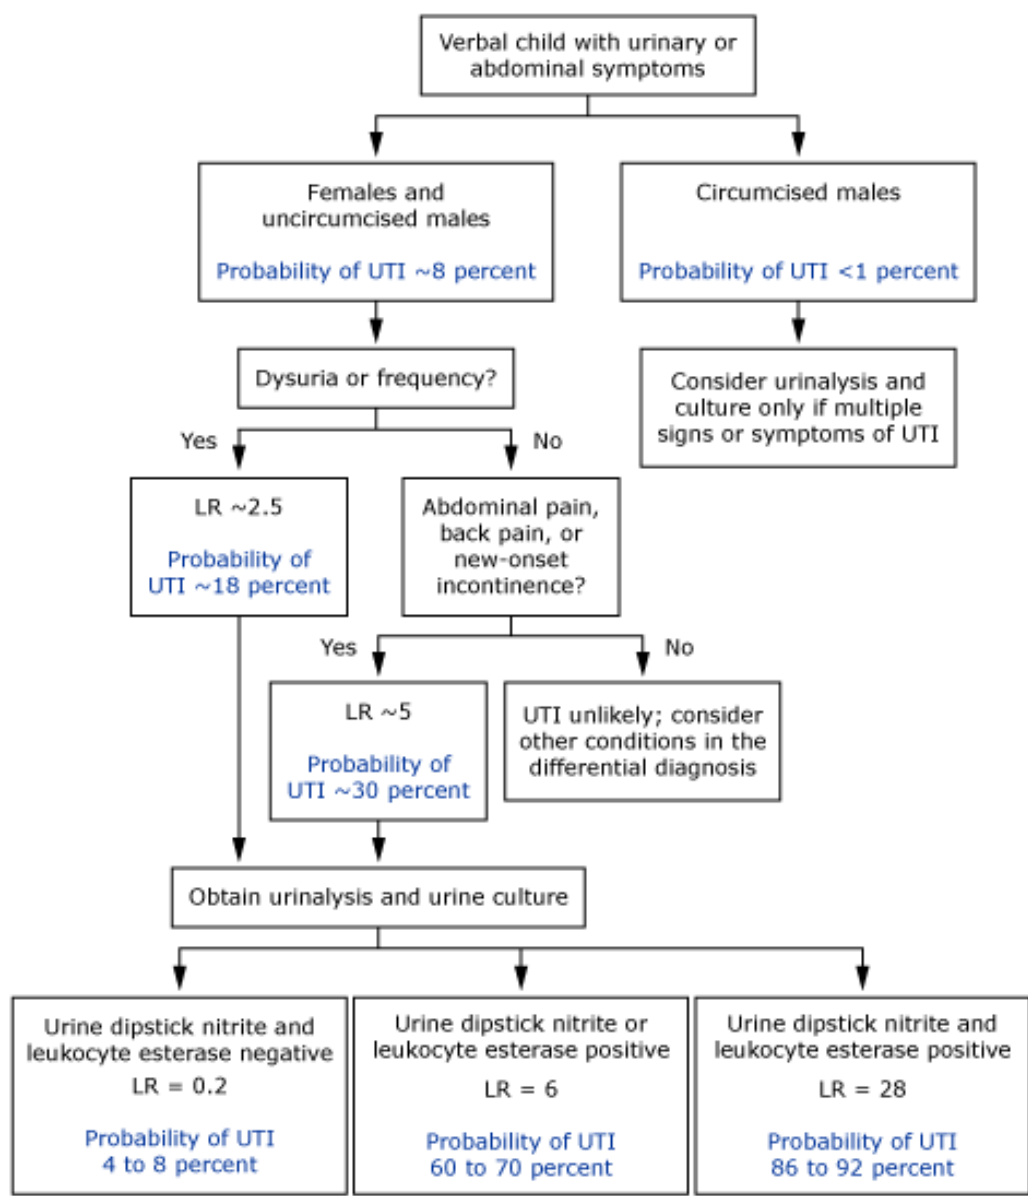 Verbal child with urinary or
abdominal symptoms
Females and
uncircumcised males
Probability of UTI ~8 percent
Circumcised males
Probability of UTI <1 percent
Dysuria or frequency?
Consider urinalysis and
culture only if multiple
signs or symptoms of UTI
Yes
No
LR ~2.5
Probability of
UTI ~18 percent
Abdominal pain,
back pain, or
new-onset
incontinence?
Yes
No
LR ~5
Probability of
UTI ~30 percent
UTI unlikely; consider
other conditions in the
differential diagnosis
Obtain urinalysis and urine culture
Urine dipstick nitrite and
leukocyte esterase negative
LR = 0.2
Probability of UTI
4 to 8 percent
Urine dipstick nitrite or
leukocyte esterase positive
LR = 6
Probability of UTI
60 to 70 percent
Urine dipstick nitrite and
leukocyte esterase positive
LR = 28
Probability of UTI
86 to 92 percent